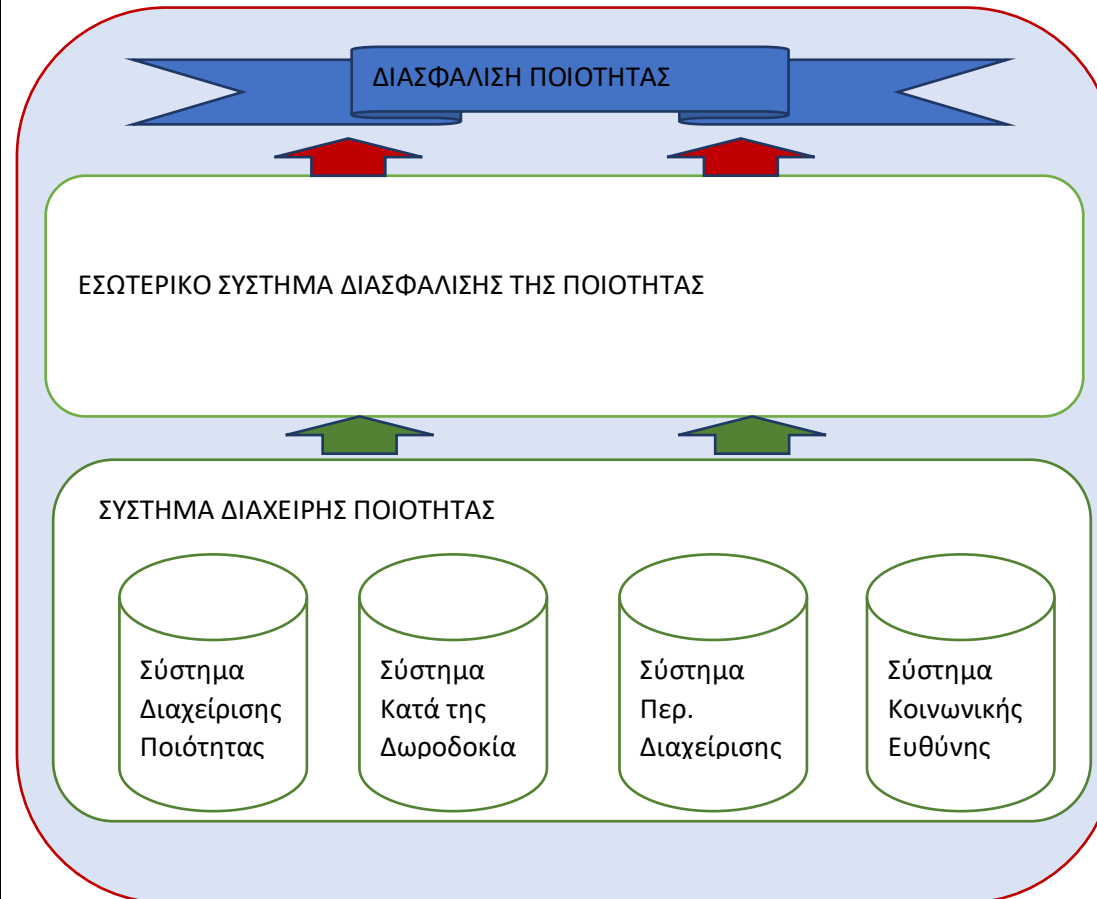 ΔΙΑΣΦΑΛΙΣΗ ΠΟΙΟΤΗΤΑΣ
ΕΣΩΤΕΡΙΚΟ ΣΥΣΤΗΜΑ ΔΙΑΣΦΑΛΙΣΗΣ ΤΗΣ ΠΟΙΟΤΗΤΑΣ
ΣΥΣΤΗΜΑ ΔΙΑΧΕΙΡΗΣ ΠΟΙΟΤΗΤΑΣ
Σύστημα
Διαχείρισης
Ποιότητας
Σύστημα
Κατά της
Δωροδοκία
Σύστημα
Περ.
Διαχείρισης
Σύστημα
Κοινωνικής
Ευθύνης